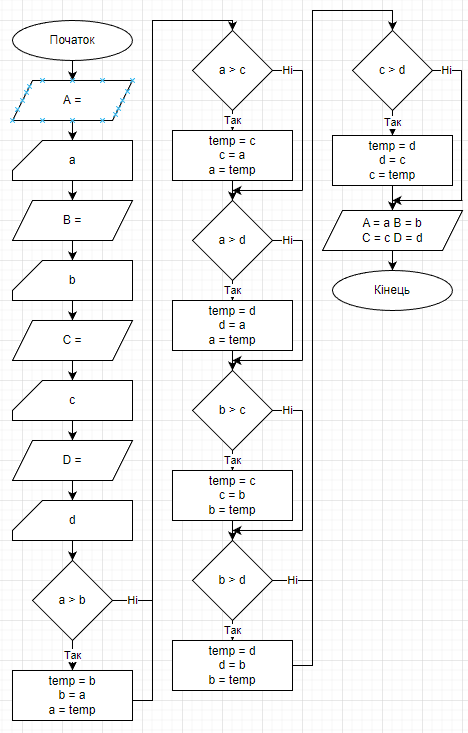 Початок
A =
a
B =
b
C =
c
D =
d
a > b
Ні
Так
temp = b
b = a
a = temp
a > c
Ні
Так
temp = c
c = a
a = temp
a > d
Ні
Так
temp = d
d = a
a = temp
b > c
Ні
Так
temp = c
c = b
b = temp
b > d
Ні
Так
temp = d
d = b
b = temp
c > d
Ні
Так
temp = d
d = c
c = temp
A = a B = b
C = c D = d
Кінець